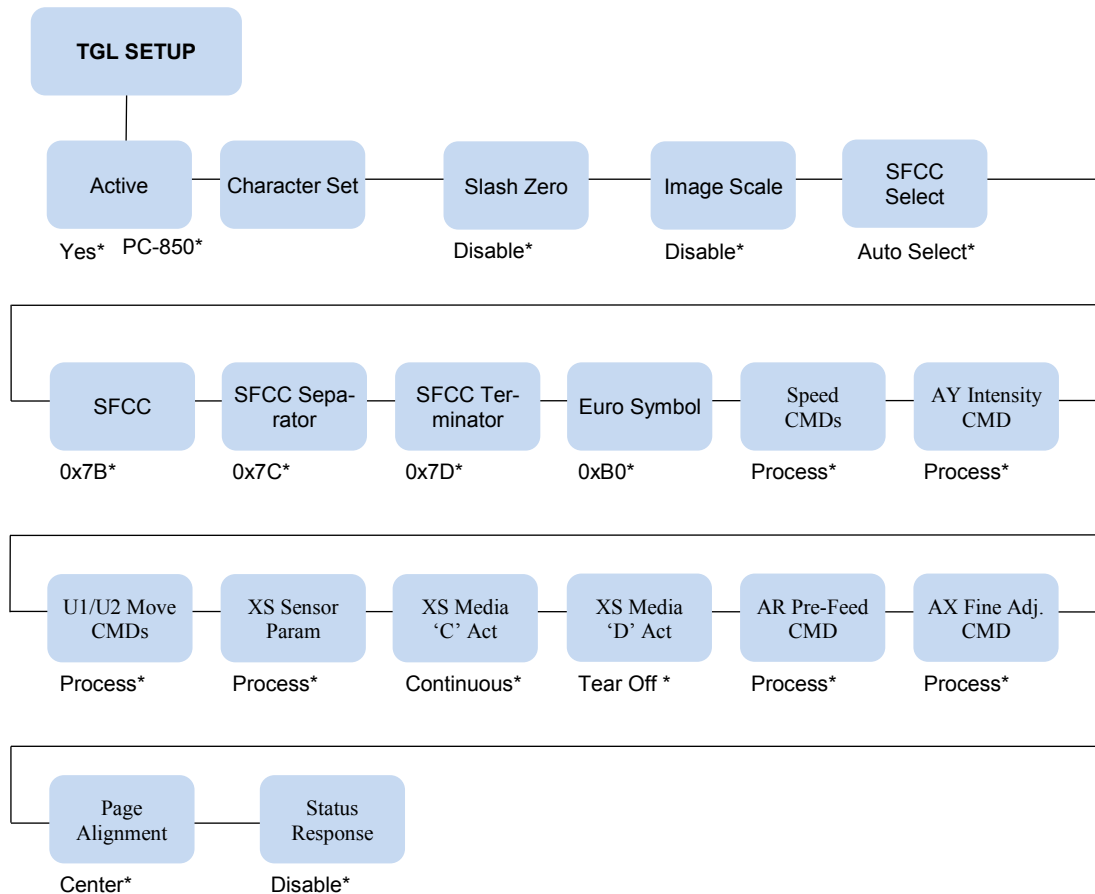 TGL SETUP
Active
Character Set
Slash Zero
Image Scale
SFCC
Select
Yes*
PC-850*
Disable*
Disable*
Auto Select*
SFCC
SFCC Sepa-
rator
SFCC Ter-
minator
Euro Symbol
Speed
CMDs
AY Intensity
CMD
0x7B*
0x7C*
0x7D*
0xB0*
Process*
Process*
U1/U2 Move
CMDs
XS Sensor
Param
XS Media
‘C’ Act
XS Media
‘D’ Act
AR Pre-Feed
CMD
AX Fine Adj.
CMD
Process*
Process*
Continuous*
Tear Off *
Process*
Process*
Page
Alignment
Status
Response
Center*
Disable*